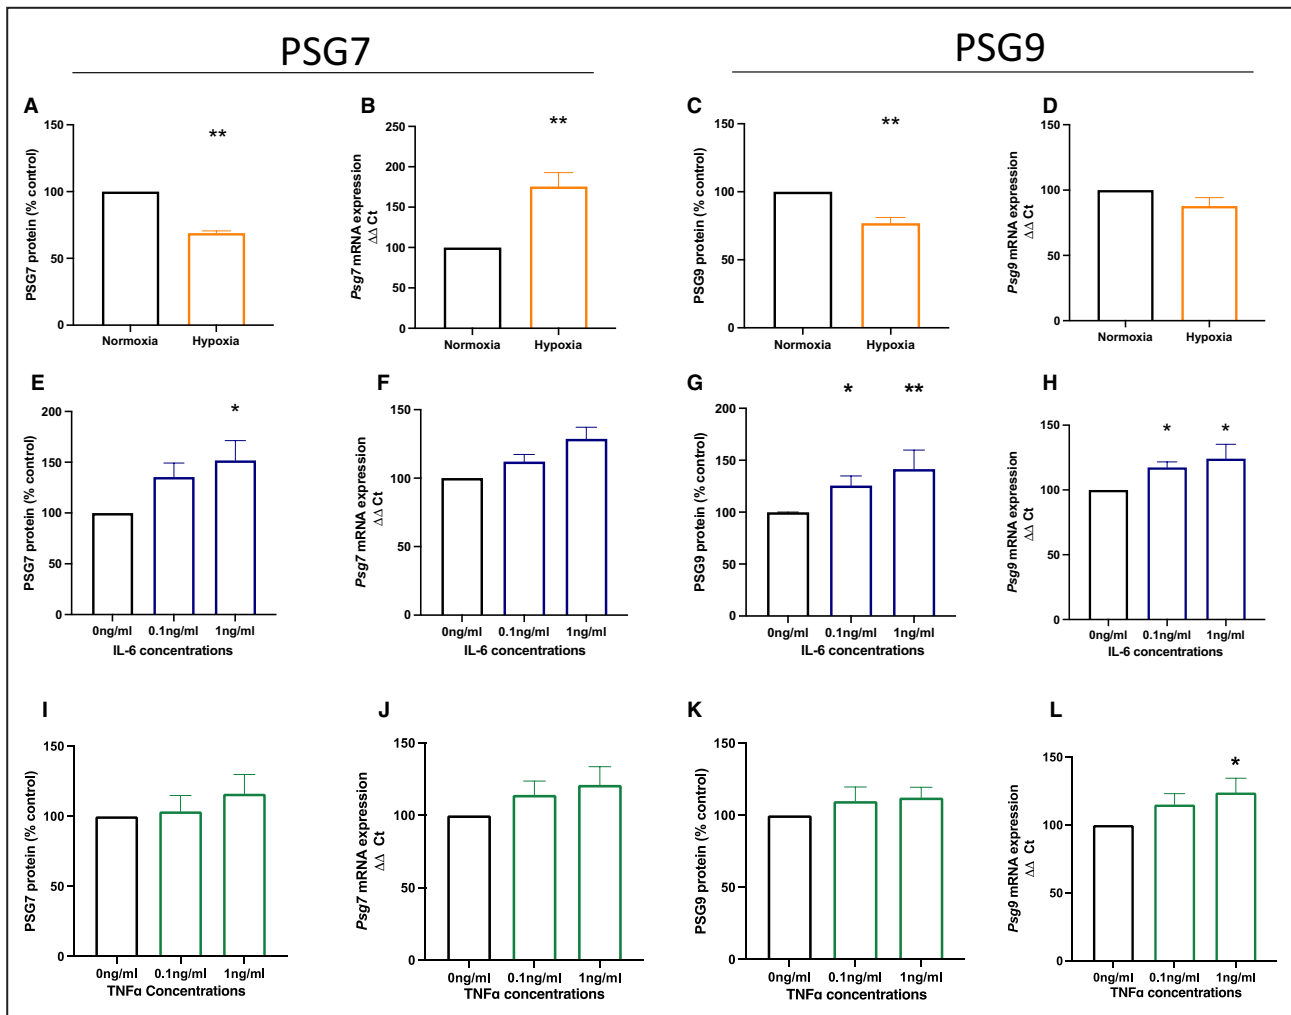 PSG7
PSG9
A
PSG7 protein (% control)
150
100
50
0
**
Normoxia
Hypoxia
B
Psg7 mRNA expression
ΔΔ Ct
250
200
150
100
50
0
**
Normoxia
Hypoxia
C
PSG9 protein (% control)
150
100
50
0
**
Normoxia
Hypoxia
D
Psg9 mRNA expression
ΔΔ Ct
150
100
50
0
Normoxia
Hypoxia
E
PSG7 protein (% control)
200
150
100
50
0
*
0ng/ml
0.1ng/ml
1ng/ml
IL-6 concentrations
F
Psg7 mRNA expression
ΔΔ Ct
150
100
50
0
0ng/ml
0.1ng/ml
1ng/ml
IL-6 concentrations
G
PSG9 protein (% control)
200
150
100
50
0
*
**
0ng/ml
0.1ng/ml
1ng/ml
IL-6 concentrations
H
Psg9 mRNA expression
ΔΔ Ct
150
100
50
0
*
*
0ng/ml
0.1ng/ml
1ng/ml
IL-6 concentrations
I
PSG7 protein (% control)
150
100
50
0
0ng/ml
0.1ng/ml
1ng/ml
TNFα Concentrations
J
Psg7 mRNA expression
ΔΔ Ct
150
100
50
0
0ng/ml
0.1ng/ml
1ng/ml
TNFα concentrations
K
PSG9 protein (% control)
150
100
50
0
0ng/ml
0.1ng/ml
1ng/ml
TNFα concentrations
L
Psg9 mRNA expression
ΔΔ Ct
150
100
50
0
*
0ng/ml
0.1ng/ml
1ng/ml
TNFα concentrations